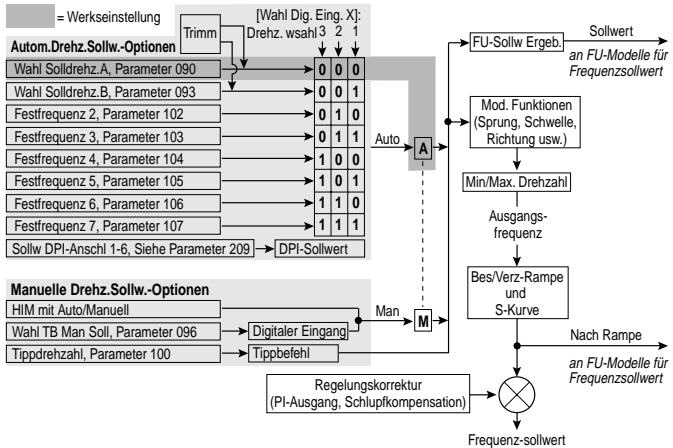 = Werkseinstellung
[Wahl Dig. Eing. X]:
Trimm
Drehz. wsahl 3 2 1
Autom.Drehz.Sollw.-Optionen
Wahl Solldrehz.A, Parameter 090
0 0 0
Wahl Solldrehz.B, Parameter 093
0 0 1
Festfrequenz 2, Parameter 102
0 1 0
Festfrequenz 3, Parameter 103
0 1 1
Festfrequenz 4, Parameter 104
1 0 0
Festfrequenz 5, Parameter 105
1 0 1
Festfrequenz 6, Parameter 106
1 1 0
Festfrequenz 7, Parameter 107
1 1 1
Sollw DPI-Anschl 1-6, Siehe Parameter 209
DPI-Sollwert
Auto
A
Manuelle Drehz.Sollw.-Optionen
HIM mit Auto/Manuell
Wahl TB Man Soll, Parameter 096
Digitaler Eingang
Tippdrehzahl, Parameter 100
Tippbefehl
Man
M
FU-Sollw Ergeb.
Sollwert
an FU-Modelle für
Frequenzsollwert
Mod. Funktionen
(Sprung, Schwelle,
Richtung usw.)
Min/Max. Drehzahl
Ausgangs-
frequenz
Bes/Verz-Rampe
und
S-Kurve
Nach Rampe
an FU-Modelle für
Frequenzsollwert
Regelungskorrektur
(PI-Ausgang, Schlupfkompensation)
Frequenz-sollwert